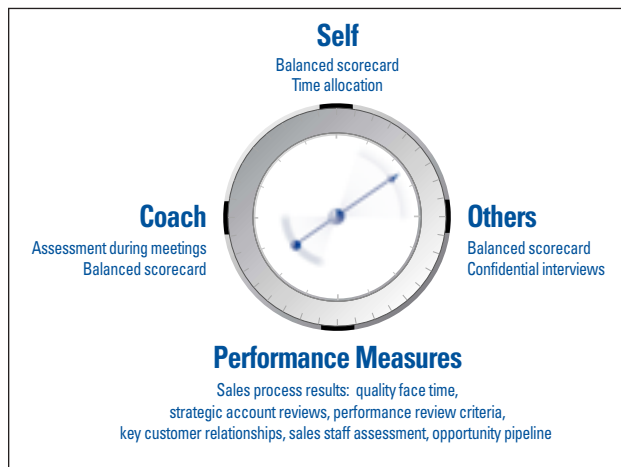 Self
Balanced scorecard
Time allocation
Coach
Assessment during meetings
Balanced scorecard
Others
Balanced scorecard
Confidential interviews
Performance Measures
Sales process results: quality face time,
strategic account reviews, performance review criteria,
key customer relationships, sales staff assessment, opportunity pipeline